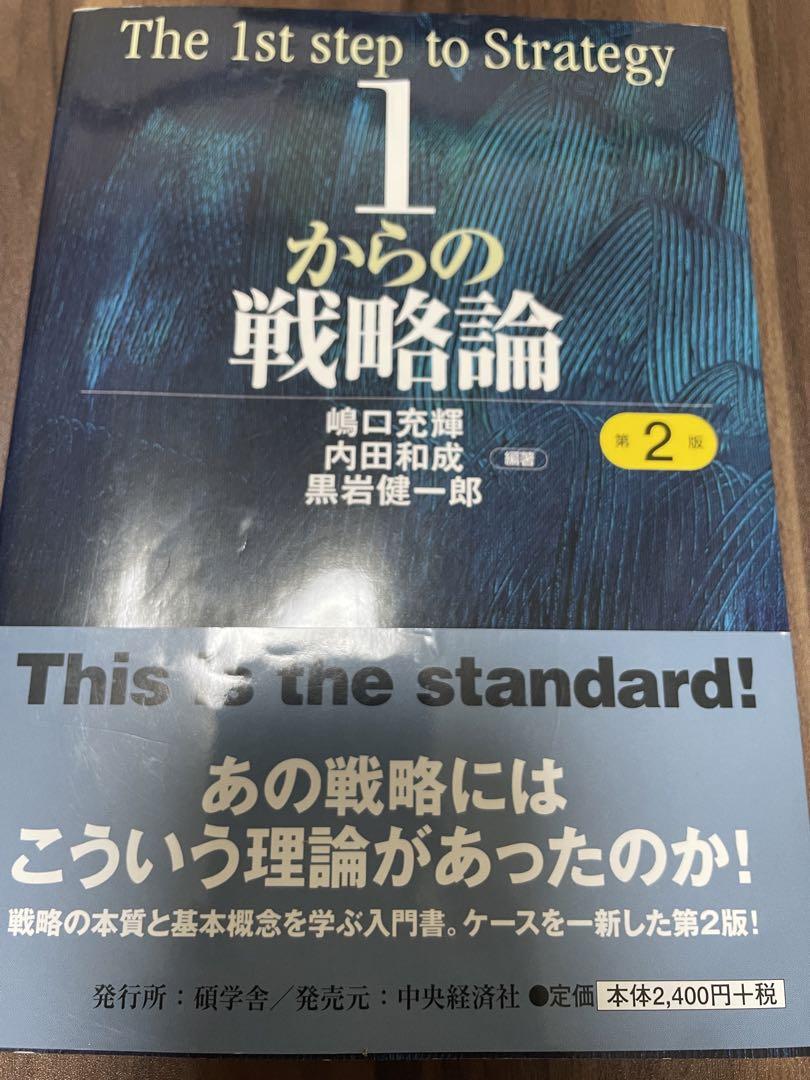 The 1st step to Strategy
1
からの
戦略論
嶋口充輝
内田和成
黒岩健一郎
編著
第2版
This is the standard!
あの戦略には
こういう理論があったのか!
戦略の本質と基本概念を学ぶ入門書。ケースを一新した第2版!
発行所:碩学舎/発売元:中央経済社 ●定価 本体2,400円+税